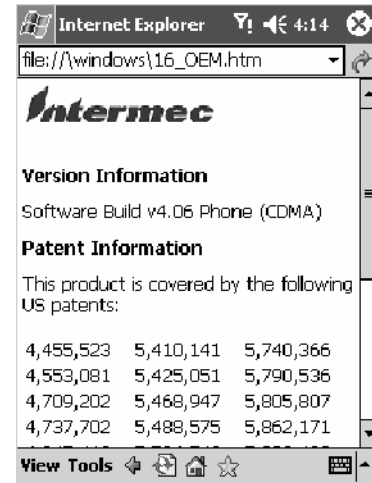 Internet Explorer 4:14
file://\windows\16_OEM.htm
Intermec
Version Information
Software Build v4.06 Phone (CDMA)
Patent Information
This product is covered by the following
US patents:
4,455,523 5,410,141 5,740,366
4,553,081 5,425,051 5,790,536
4,709,202 5,468,947 5,805,807
4,737,702 5,488,575 5,862,171
View Tools